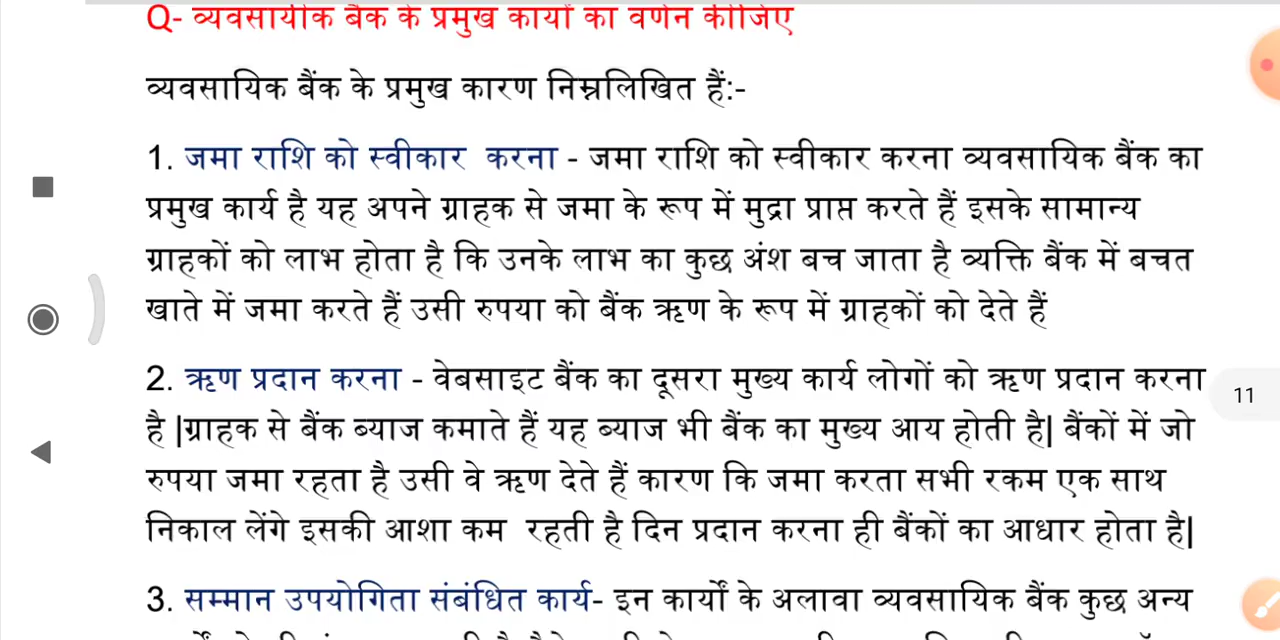 Q- व्यवसायीक बैंक के प्रमुख कार्यों का वर्णन कीजिए
व्यवसायिक बैंक के प्रमुख कारण निम्नलिखित हैं:-
1. जमा राशि को स्वीकार करना - जमा राशि को स्वीकार करना व्यवसायिक बैंक का
प्रमुख कार्य है यह अपने ग्राहक से जमा के रूप में मुद्रा प्राप्त करते हैं इसके सामान्य
ग्राहकों को लाभ होता है कि उनके लाभ का कुछ अंश बच जाता है व्यक्ति बैंक में बचत
खाते में जमा करते हैं उसी रुपया को बैंक ऋण के रूप में ग्राहकों को देते हैं
2. ऋण प्रदान करना - वेबसाइट बैंक का दूसरा मुख्य कार्य लोगों को ऋण प्रदान करना
है |ग्राहक से बैंक ब्याज कमाते हैं यह ब्याज भी बैंक का मुख्य आय होती है| बैंकों में जो
11
रुपया जमा रहता है उसी वे ऋण देते हैं कारण कि जमा करता सभी रकम एक साथ
निकाल लेंगे इसकी आशा कम रहती है दिन प्रदान करना ही बैंकों का आधार होता है|
3. सम्मान उपयोगिता संबंधित कार्य- इन कार्यों के अलावा व्यवसायिक बैंक कुछ अन्य